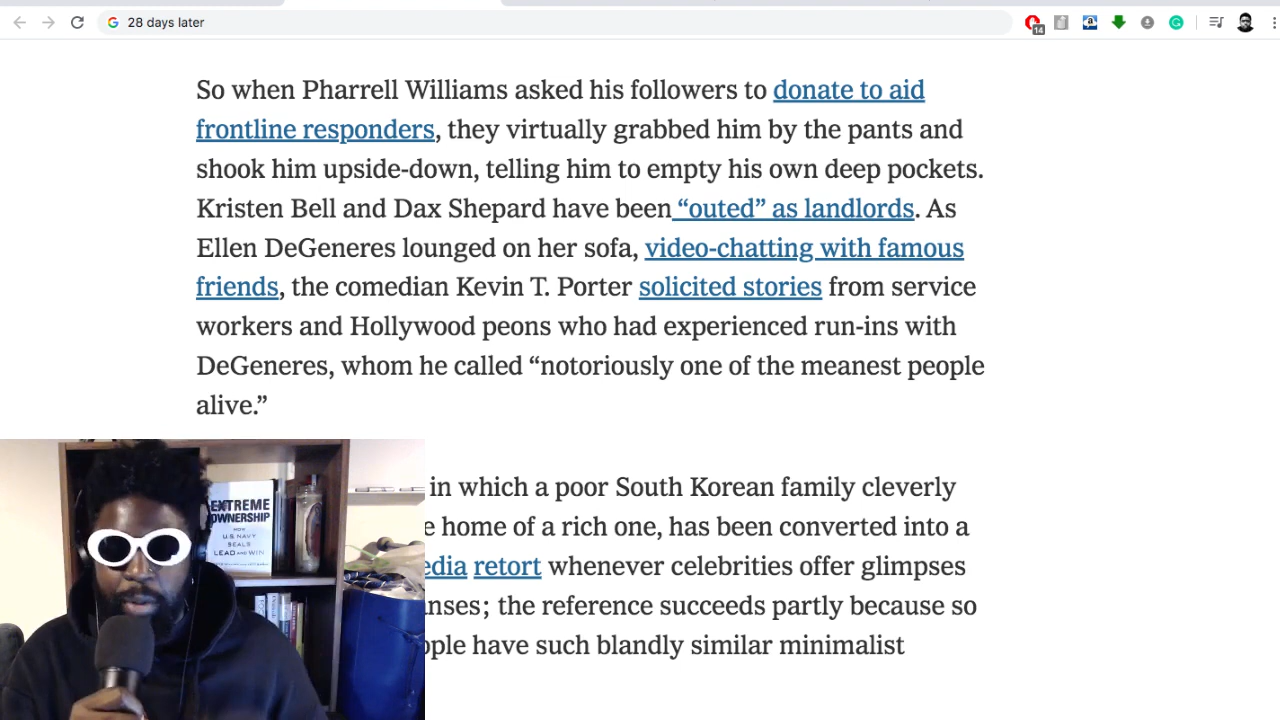 28 days later
14
So when Pharrell Williams asked his followers to donate to aid
frontline responders, they virtually grabbed him by the pants and
shook him upside-down, telling him to empty his own deep pockets.
Kristen Bell and Dax Shepard have been “outed” as landlords. As
Ellen DeGeneres lounged on her sofa, video-chatting with famous
friends, the comedian Kevin T. Porter solicited stories from service
workers and Hollywood peons who had experienced run-ins with
DeGeneres, whom he called “notoriously one of the meanest people
alive.”
in which a poor South Korean family cleverly
e home of a rich one, has been converted into a
edia retort whenever celebrities offer glimpses
nses; the reference succeeds partly because so
ople have such blandly similar minimalist
EXTREME
OWNERSHIP
HOW
U.S. NAVY
SEALS
LEAD AND WIN